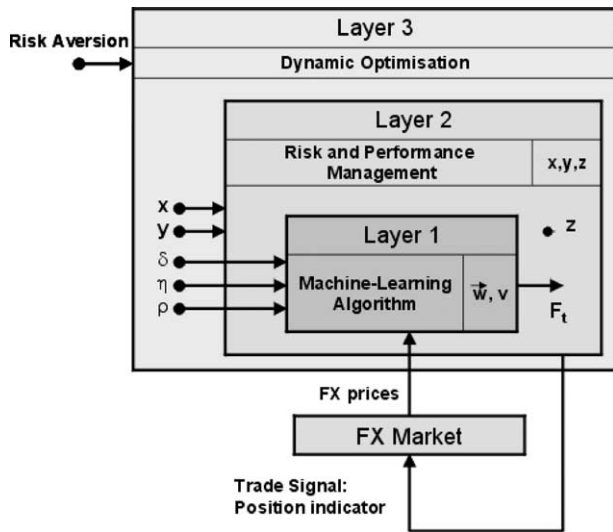 Layer 3
Risk Aversion
Dynamic Optimisation
Layer 2
Risk and Performance
Management
x,y,z
x
y
z
Layer 1
δ
η
ρ
Machine-Learning
Algorithm
w⃗, v
Fₜ
FX prices
FX Market
Trade Signal:
Position indicator